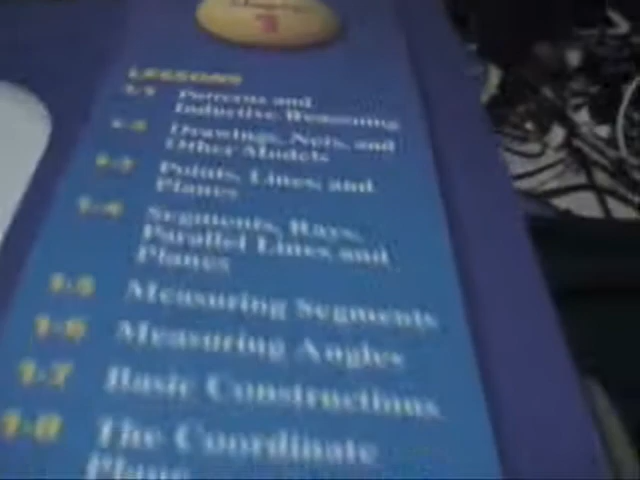 Chapter
1
LESSONS
1-1 Patterns and
Inductive Reasoning
1-2 Drawings, Nets, and
Other Models
1-3 Points, Lines, and
Planes
1-4 Segments, Rays,
Parallel Lines and
Planes
1-5 Measuring Segments
1-6 Measuring Angles
1-7 Basic Constructions
1-8 The Coordinate
Plane